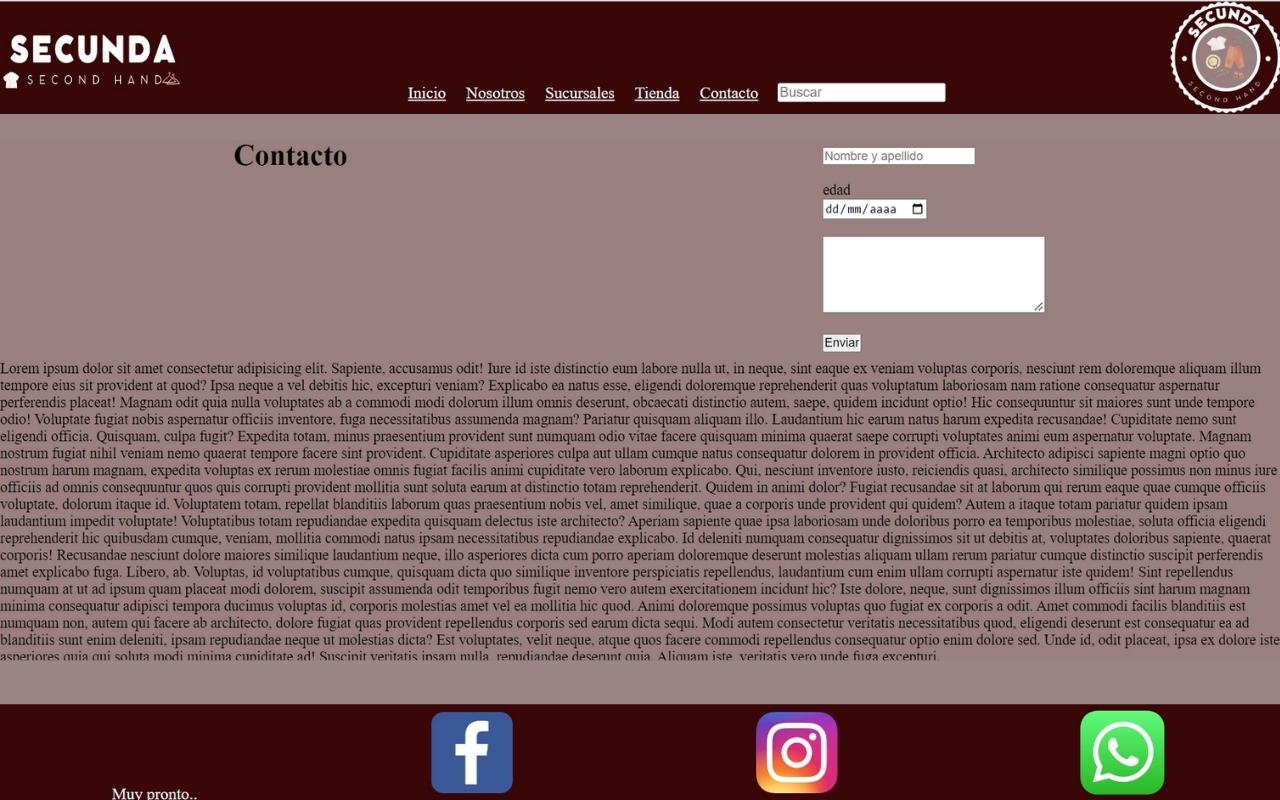 SECUNDA
SECOND HAND
SECUNDA
SECOND HAND
Inicio Nosotros Sucursales Tienda Contacto Buscar
Contacto
Nombre y apellido
edad
dd/mm/aaaa
Enviar
Lorem ipsum dolor sit amet consectetur adipisicing elit. Sapiente, accusamus odit! Iure id iste distinctio eum labore nulla ut, in neque, sint eaque ex veniam voluptas corporis, nesciunt rem doloremque aliquam illum
tempore eius sit provident at quod? Ipsa neque a vel debitis hic, excepturi veniam? Explicabo ea natus esse, eligendi doloremque reprehenderit quas voluptatum laboriosam nam ratione consequatur aspernatur
perferendis placeat! Magnam odit quia nulla voluptates ab a commodi modi dolorum illum omnis deserunt, obcaecati distinctio autem, saepe, quidem incidunt optio! Hic consequuntur sit maiores sunt unde tempore
odio! Voluptate fugiat nobis aspernatur officiis inventore, fuga necessitatibus assumenda magnam? Pariatur quisquam aliquam illo. Laudantium hic earum natus harum expedita recusandae! Cupiditate nemo sunt
eligendi officia. Quisquam, culpa fugit? Expedita totam, minus praesentium provident sunt numquam odio vitae facere quisquam minima quaerat saepe corrupti voluptates animi eum aspernatur voluptate. Magnam
nostrum fugiat nihil veniam nemo quaerat tempore facere sint provident. Cupiditate asperiores culpa aut ullam cumque natus consequatur dolorem in provident officia. Architecto adipisci sapiente magni optio quo
nostrum harum magnam, expedita voluptas ex rerum molestiae omnis fugiat facilis animi cupiditate vero laborum explicabo. Qui, nesciunt inventore iusto, reiciendis quasi, architecto similique possimus non minus iure
officiis ad omnis consequuntur quos quis corrupti provident mollitia sunt soluta earum at distinctio totam reprehenderit. Quidem in animi dolor? Fugiat recusandae sit at laborum qui rerum eaque quae cumque officiis
voluptate, dolorum itaque id. Voluptatem totam, repellat blanditiis laborum quas praesentium nobis vel, amet similique, quae a corporis unde provident qui quidem? Autem a itaque totam pariatur quidem ipsam
laudantium impedit voluptate! Voluptatibus totam repudiandae expedita quisquam delectus iste architecto? Aperiam sapiente quae ipsa laboriosam unde doloribus porro ea temporibus molestiae, soluta officia eligendi
reprehenderit hic quibusdam cumque, veniam, mollitia commodi natus ipsam necessitatibus repudiandae explicabo. Id deleniti numquam consequatur dignissimos sit ut debitis at, voluptates doloribus sapiente, quaerat
corporis! Recusandae nesciunt dolore maiores similique laudantium neque, illo asperiores dicta cum porro aperiam doloremque deserunt molestias aliquam ullam rerum pariatur cumque distinctio suscipit perferendis
amet explicabo fuga. Libero, ab. Voluptas, id voluptatibus cumque, quisquam dicta quo similique inventore perspiciatis repellendus, laudantium cum enim ullam corrupti aspernatur iste quidem! Sint repellendus
numquam at ut ad ipsum quam placeat modi dolorem, suscipit assumenda odit temporibus fugit nemo vero autem exercitationem incidunt hic? Iste dolore, neque, sunt dignissimos illum officiis sint harum magnam
minima consequatur adipisci tempora ducimus voluptas id, corporis molestias amet vel ea mollitia hic quod. Animi doloremque possimus voluptas quo fugiat ex corporis a odit. Amet commodi facilis blanditiis est
numquam non, autem qui facere ab architecto, dolore fugiat quas provident repellendus corporis sed earum dicta sequi. Modi autem consectetur veritatis necessitatibus quod, eligendi deserunt est consequatur ea ad
blanditiis sunt enim deleniti, ipsam repudiandae neque ut molestias dicta? Est voluptates, velit neque, atque quos facere commodi repellendus consequatur optio enim dolore sed. Unde id, odit placeat, ipsa ex dolore iste
asperiores quia qui soluta modi minima cupiditate ad! Suscipit veritatis ipsam nulla, repudiandae deserunt quia. Aliquam iste, veritatis vero unde fuga excepturi.
Muy pronto..